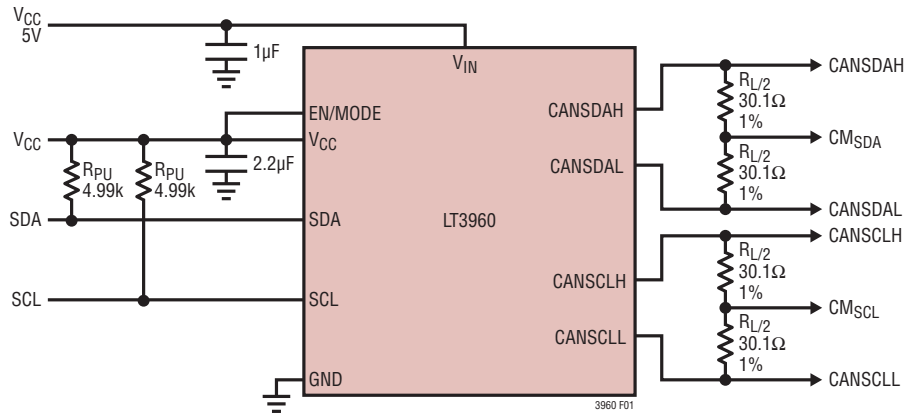 VCC
5V
1µF
VIN
VCC
RPU
4.99k
RPU
4.99k
2.2µF
SDA
SCL
EN/MODE
VCC
SDA
SCL
GND
LT3960
CANSDAH
CANSDAL
CANSCLH
CANSCLL
RL/2
30.1Ω
1%
RL/2
30.1Ω
1%
RL/2
30.1Ω
1%
RL/2
30.1Ω
1%
CANSDAH
CMSDA
CANSDAL
CANSCLH
CMSCL
CANSCLL
3960 F01